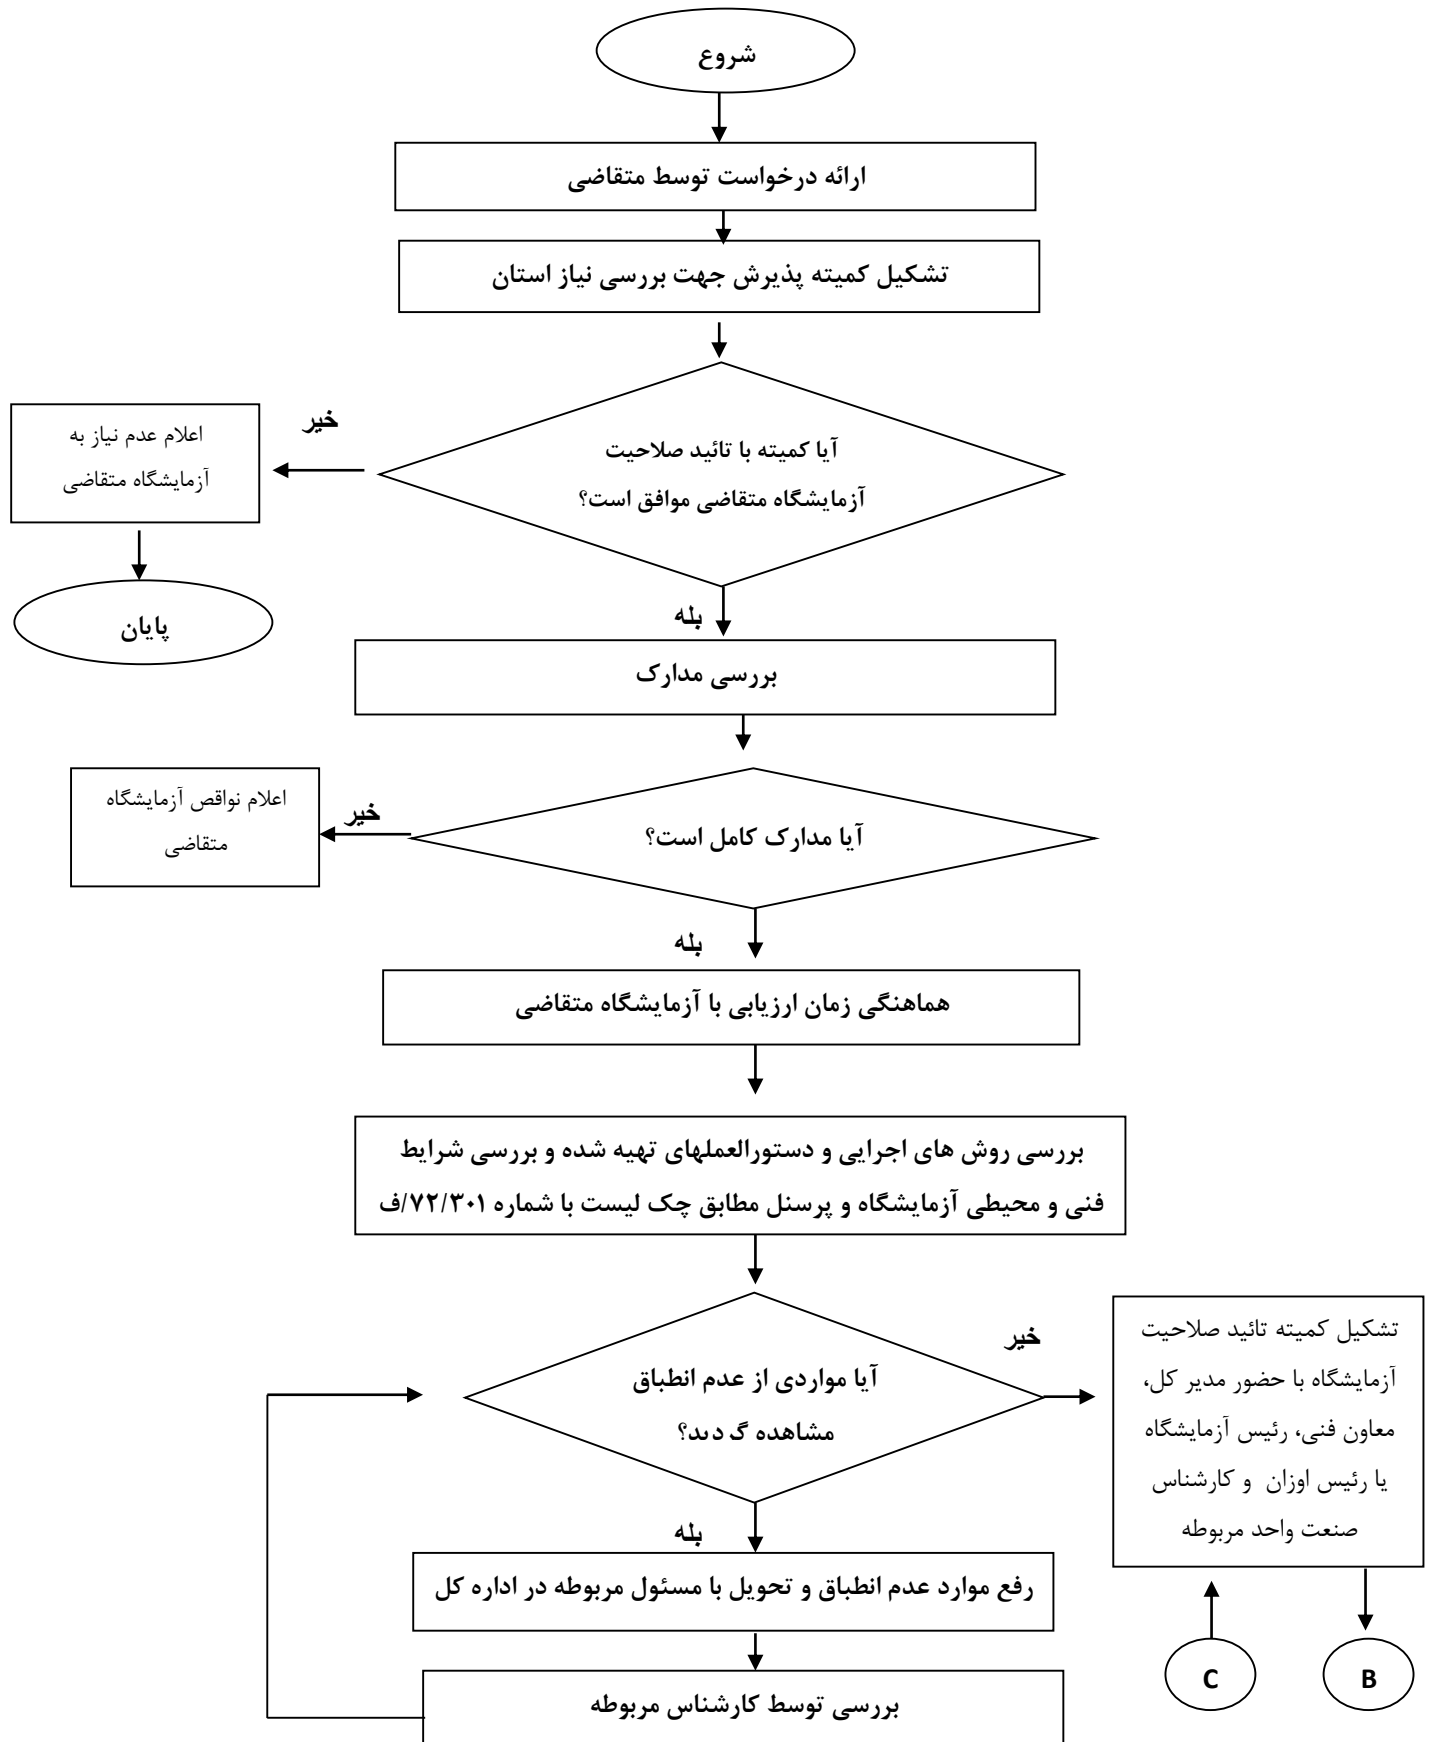 شروع
ارائه درخواست توسط متقاضی
تشکیل کمیته پذیرش جهت بررسی نیاز استان
آیا کمیته با تائید صلاحیت
آزمایشگاه متقاضی موافق است؟
خیر
اعلام عدم نیاز به
آزمایشگاه متقاضی
پایان
بله
بررسی مدارک
آیا مدارک کامل است؟
خیر
اعلام نواقص آزمایشگاه
متقاضی
بله
هماهنگی زمان ارزیابی با آزمایشگاه متقاضی
بررسی روش های اجرایی و دستورالعملهای تهیه شده و بررسی شرایط
فنی و محیطی آزمایشگاه و پرسنل مطابق چک لیست با شماره ۷۲/۳۰۱/ف
آیا مواردی از عدم انطباق
مشاهده گردید؟
خیر
تشکیل کمیته تائید صلاحیت
آزمایشگاه با حضور مدیر کل،
معاون فنی، رئیس آزمایشگاه
یا رئیس اوزان و کارشناس
صنعت واحد مربوطه
بله
رفع موارد عدم انطباق و تحویل با مسئول مربوطه در اداره کل
C
B
بررسی توسط کارشناس مربوطه